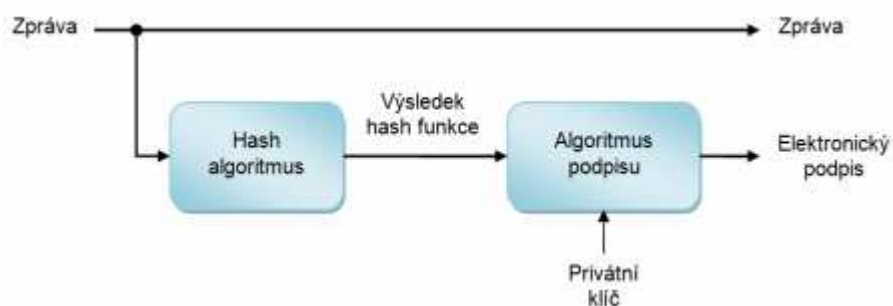 Zpráva
Zpráva
Výsledek
hash funkce
Hash
algoritmus
Algoritmus
podpisu
Elektronický
podpis
Privátní
klíč